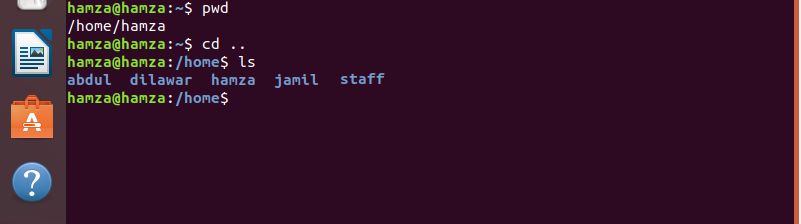 hamza@hamza:~$ pwd
/home/hamza
hamza@hamza:~$ cd ..
hamza@hamza:/home$ ls
abdul  dilawar  hamza  jamil  staff
hamza@hamza:/home$